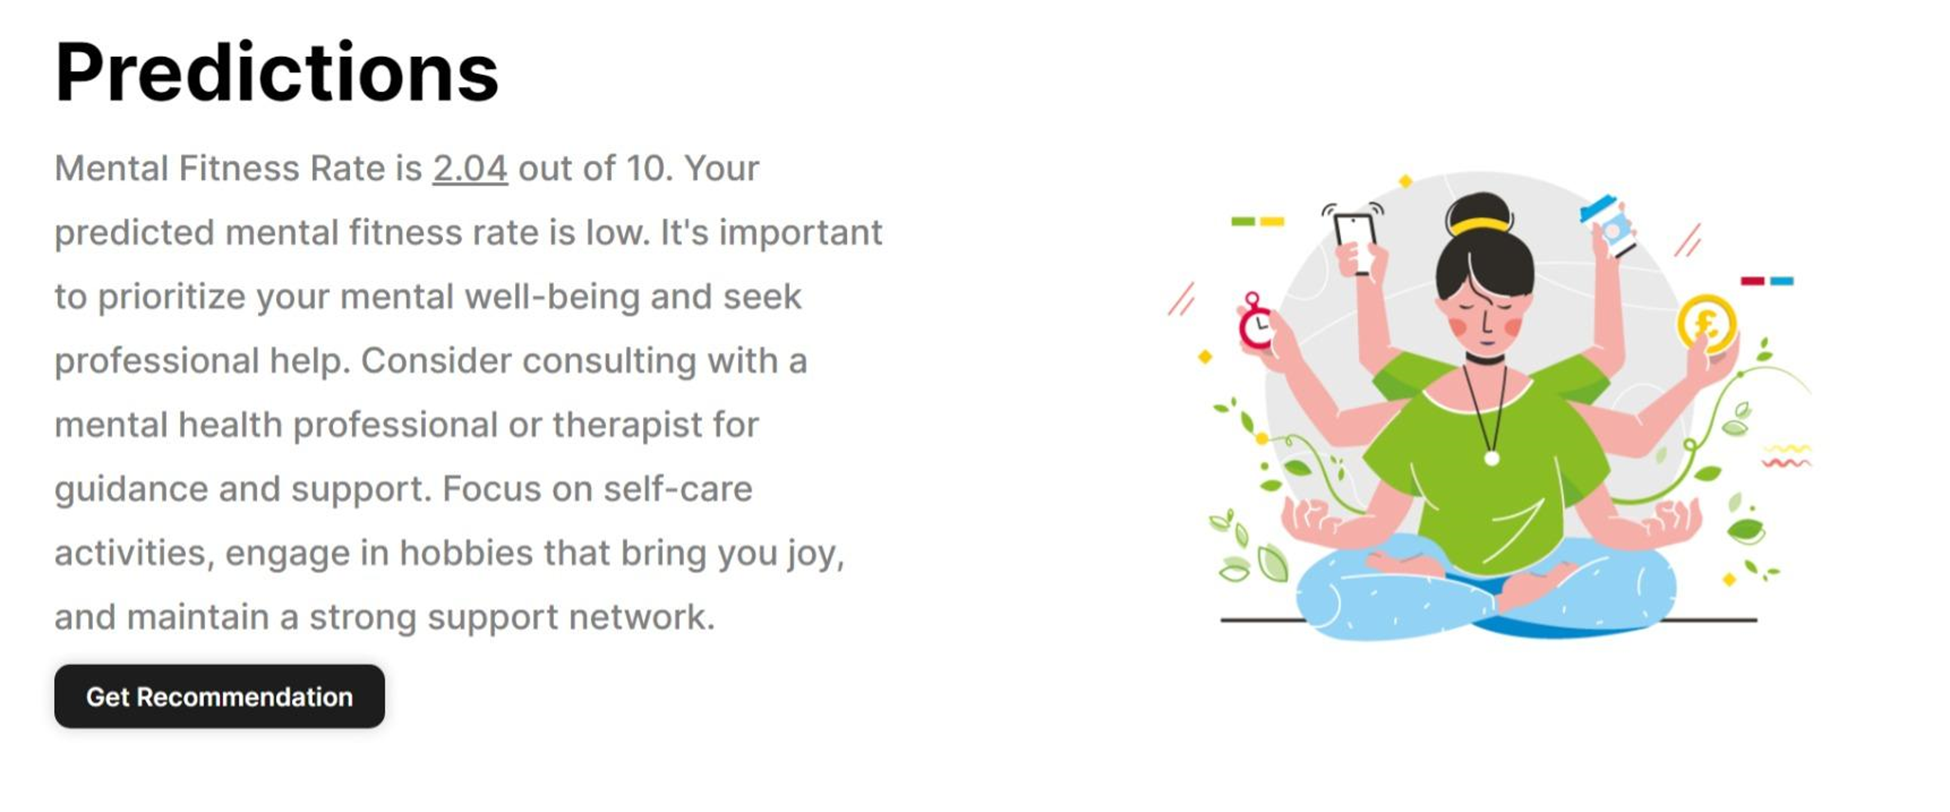 Predictions
Mental Fitness Rate is 2.04 out of 10. Your
predicted mental fitness rate is low. It's important
to prioritize your mental well-being and seek
professional help. Consider consulting with a
mental health professional or therapist for
guidance and support. Focus on self-care
activities, engage in hobbies that bring you joy,
and maintain a strong support network.
Get Recommendation
£